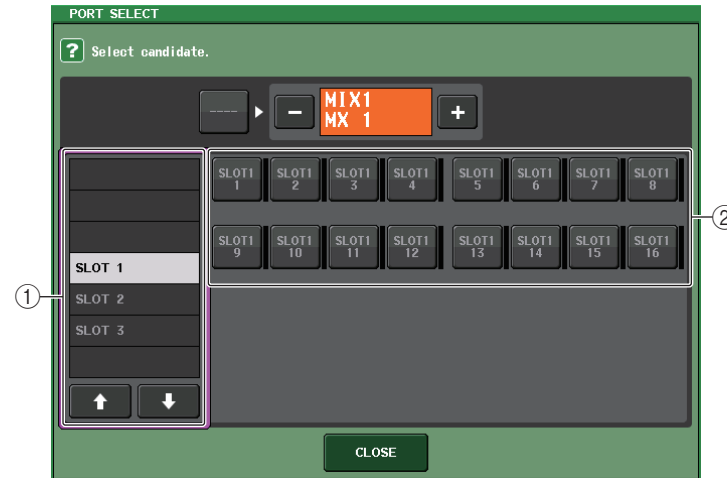 PORT SELECT
? Select candidate.
----
−
MIX1
MX 1
+
SLOT 1
SLOT 2
SLOT 3
SLOT1 1
SLOT1 2
SLOT1 3
SLOT1 4
SLOT1 5
SLOT1 6
SLOT1 7
SLOT1 8
SLOT1 9
SLOT1 10
SLOT1 11
SLOT1 12
SLOT1 13
SLOT1 14
SLOT1 15
SLOT1 16
①
②
CLOSE